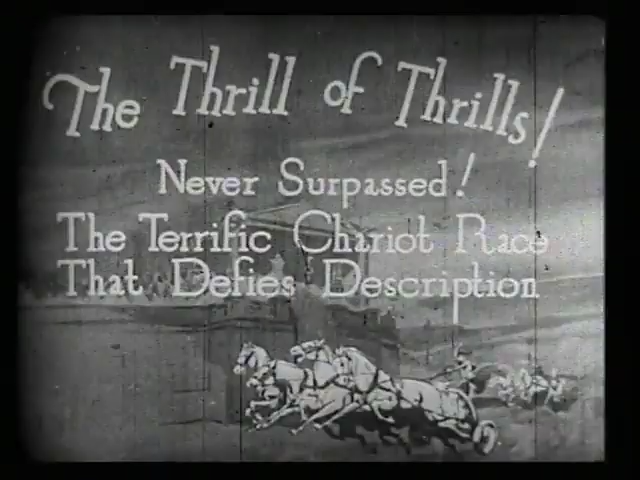 The Thrill of Thrills!
Never Surpassed!
The Terrific Chariot Race
That Defies Description